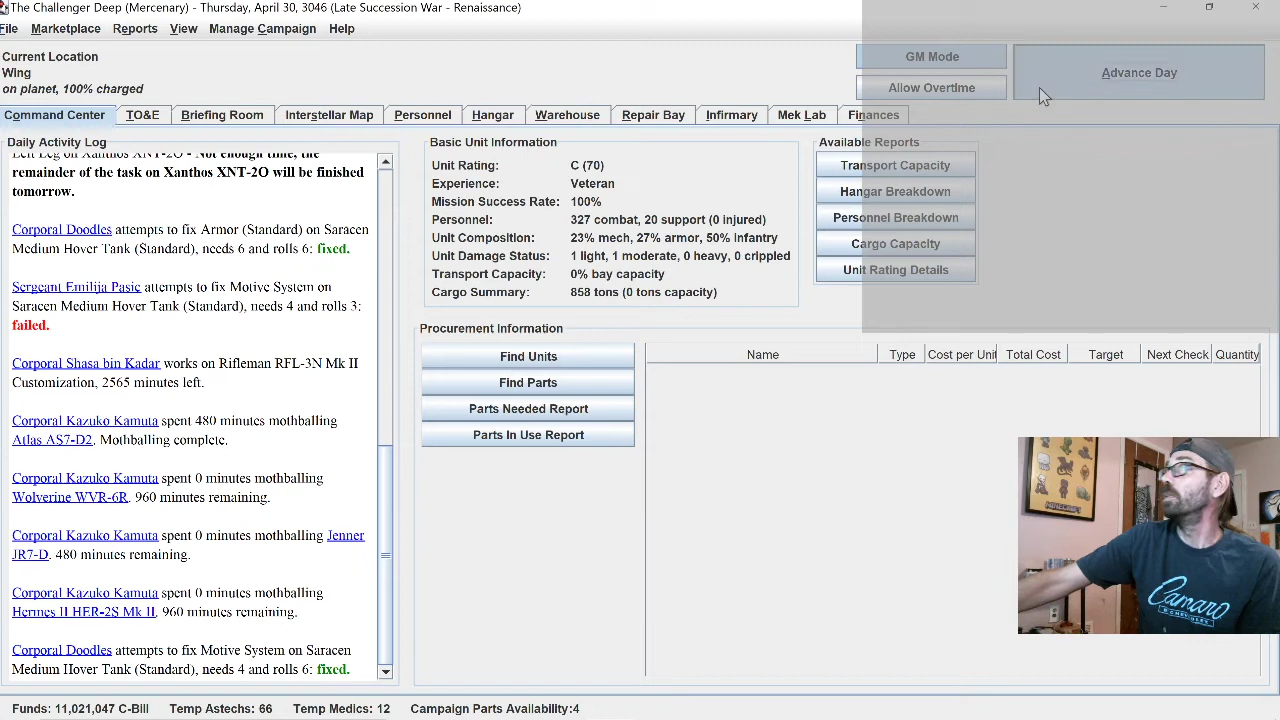 The Challenger Deep (Mercenary) - Thursday, April 30, 3046 (Late Succession War - Renaissance)
File Marketplace Reports View Manage Campaign Help
Current Location
Wing
on planet, 100% charged
GM Mode
Allow Overtime
Advance Day
Command Center TO&E Briefing Room Interstellar Map Personnel Hangar Warehouse Repair Bay Infirmary Mek Lab Finances
Daily Activity Log
Left Leg on Xanthos XNT-2O - Not enough time, the
remainder of the task on Xanthos XNT-2O will be finished
tomorrow.
Corporal Doodles attempts to fix Armor (Standard) on Saracen
Medium Hover Tank (Standard), needs 6 and rolls 6: fixed.
Sergeant Emilija Pasic attempts to fix Motive System on
Saracen Medium Hover Tank (Standard), needs 4 and rolls 3:
failed.
Corporal Shasa bin Kadar works on Rifleman RFL-3N Mk II
Customization, 2565 minutes left.
Corporal Kazuko Kamuta spent 480 minutes mothballing
Atlas AS7-D2. Mothballing complete.
Corporal Kazuko Kamuta spent 0 minutes mothballing
Wolverine WVR-6R. 960 minutes remaining.
Corporal Kazuko Kamuta spent 0 minutes mothballing Jenner
JR7-D. 480 minutes remaining.
Corporal Kazuko Kamuta spent 0 minutes mothballing
Hermes II HER-2S Mk II. 960 minutes remaining.
Corporal Doodles attempts to fix Motive System on Saracen
Medium Hover Tank (Standard), needs 4 and rolls 6: fixed.
Basic Unit Information
Unit Rating: C (70)
Experience: Veteran
Mission Success Rate: 100%
Personnel: 327 combat, 20 support (0 injured)
Unit Composition: 23% mech, 27% armor, 50% infantry
Unit Damage Status: 1 light, 1 moderate, 0 heavy, 0 crippled
Transport Capacity: 0% bay capacity
Cargo Summary: 858 tons (0 tons capacity)
Available Reports
Transport Capacity
Hangar Breakdown
Personnel Breakdown
Cargo Capacity
Unit Rating Details
Procurement Information
Find Units
Find Parts
Parts Needed Report
Parts In Use Report
Name Type Cost per Unit Total Cost Target Next Check Quantity
MINECRAFT
Camaro
BY CHEVROLET
Funds: 11,021,047 C-Bill Temp Astechs: 66 Temp Medics: 12 Campaign Parts Availability:4